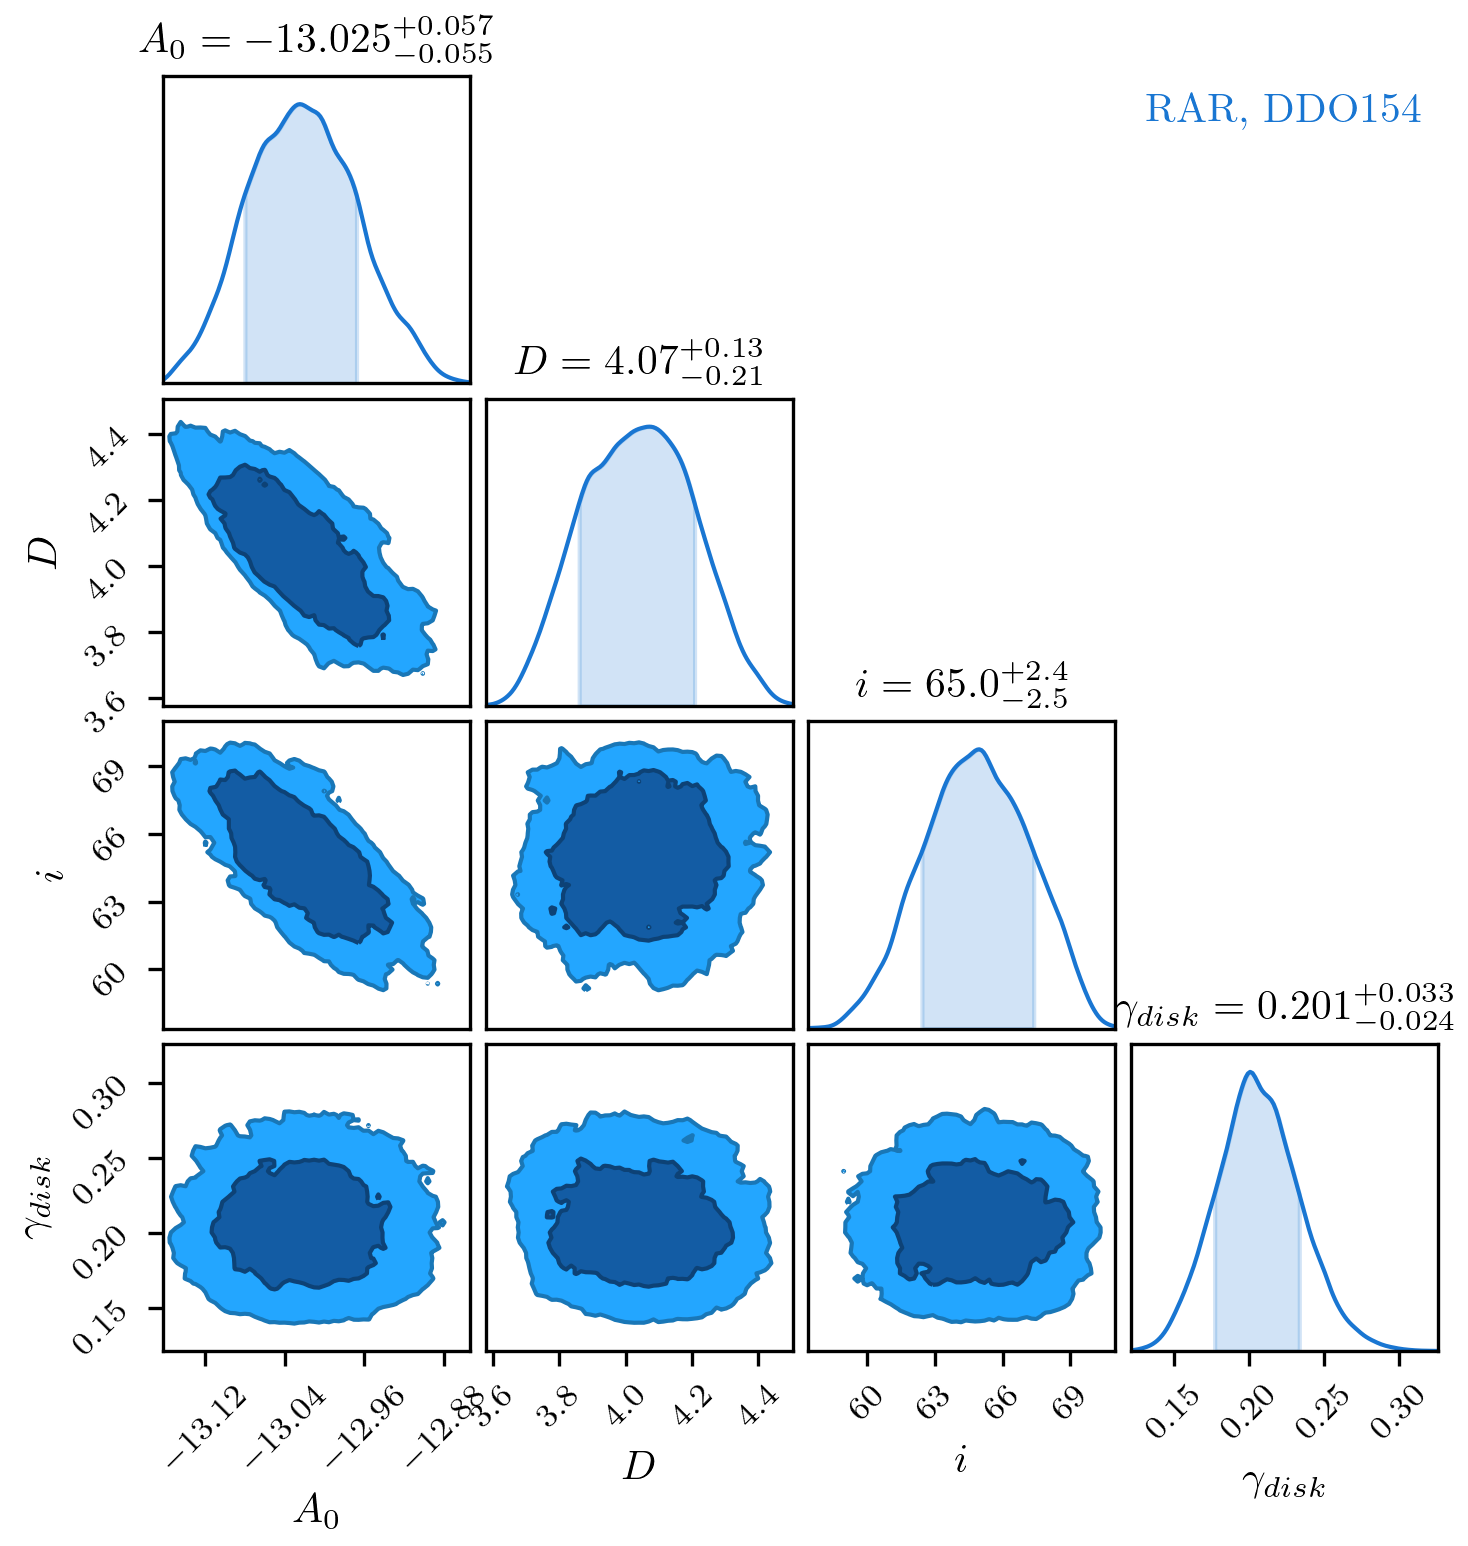 A_0 = −13.025^{+0.057}_{−0.055}
RAR, DDO154
D = 4.07^{+0.13}_{−0.21}
4.4
4.2
4.0
3.8
3.6
D
i = 65.0^{+2.4}_{−2.5}
69
66
63
60
i
γ_{disk} = 0.201^{+0.033}_{−0.024}
0.30
0.25
0.20
0.15
γ_{disk}
−13.12 −13.04 −12.96 −12.88
3.6 3.8 4.0 4.2 4.4
60 63 66 69
0.15 0.20 0.25 0.30
A_0
D
i
γ_{disk}